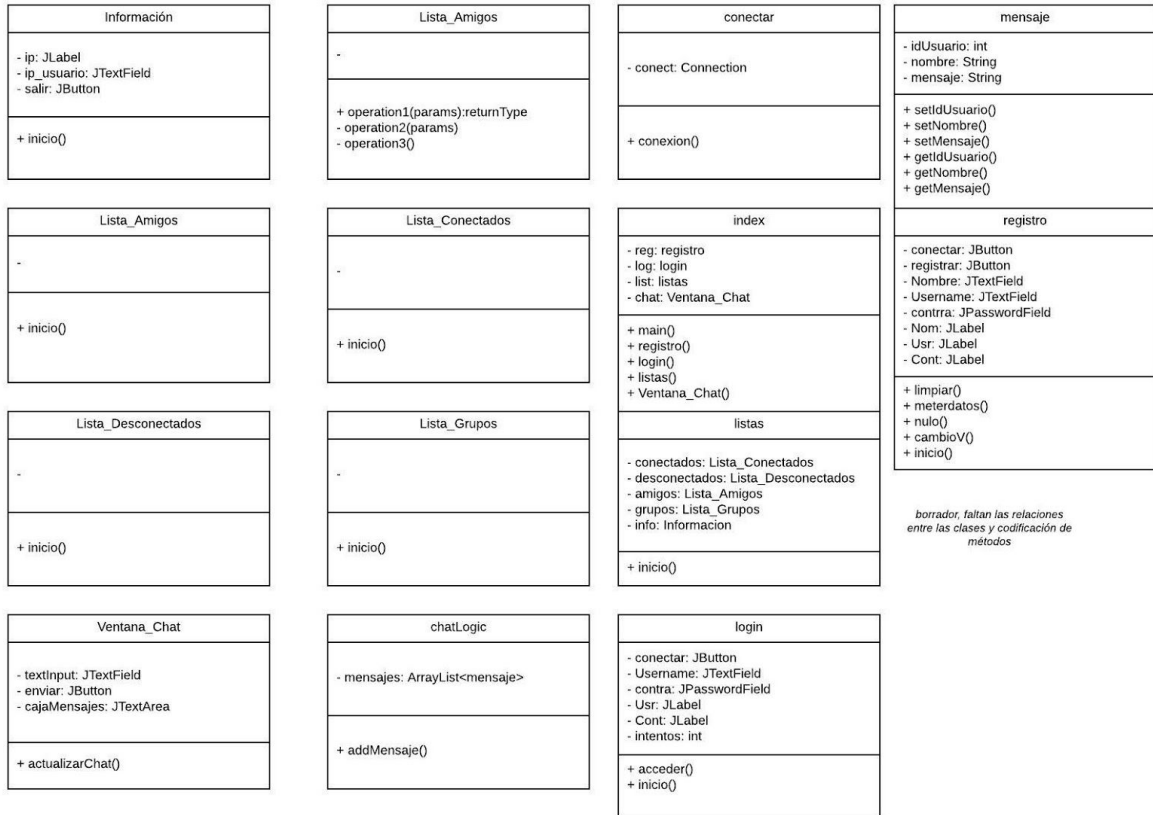 Información
- ip: JLabel
- ip_usuario: JTextField
- salir: JButton
+ inicio()
Lista_Amigos
-
+ operation1(params):returnType
- operation2(params)
- operation3()
conectar
- conect: Connection
+ conexion()
mensaje
- idUsuario: int
- nombre: String
- mensaje: String
+ setIdUsuario()
+ setNombre()
+ setMensaje()
+ getIdUsuario()
+ getNombre()
+ getMensaje()
Lista_Amigos
-
+ inicio()
Lista_Conectados
-
+ inicio()
index
- reg: registro
- log: login
- list: listas
- chat: Ventana_Chat
+ main()
+ registro()
+ login()
+ listas()
+ Ventana_Chat()
registro
- conectar: JButton
- registrar: JButton
- Nombre: JTextField
- Username: JTextField
- contrra: JPasswordField
- Nom: JLabel
- Usr: JLabel
- Cont: JLabel
+ limpiar()
+ meterdatos()
+ nulo()
+ cambioV()
+ inicio()
Lista_Desconectados
-
+ inicio()
Lista_Grupos
-
+ inicio()
listas
- conectados: Lista_Conectados
- desconectados: Lista_Desconectados
- amigos: Lista_Amigos
- grupos: Lista_Grupos
- info: Informacion
+ inicio()
borrador, faltan las relaciones
entre las clases y codificación de
métodos
Ventana_Chat
- textInput: JTextField
- enviar: JButton
- cajaMensajes: JTextArea
+ actualizarChat()
chatLogic
- mensajes: ArrayList<mensaje>
+ addMensaje()
login
- conectar: JButton
- Username: JTextField
- contra: JPasswordField
- Usr: JLabel
- Cont: JLabel
- intentos: int
+ acceder()
+ inicio()